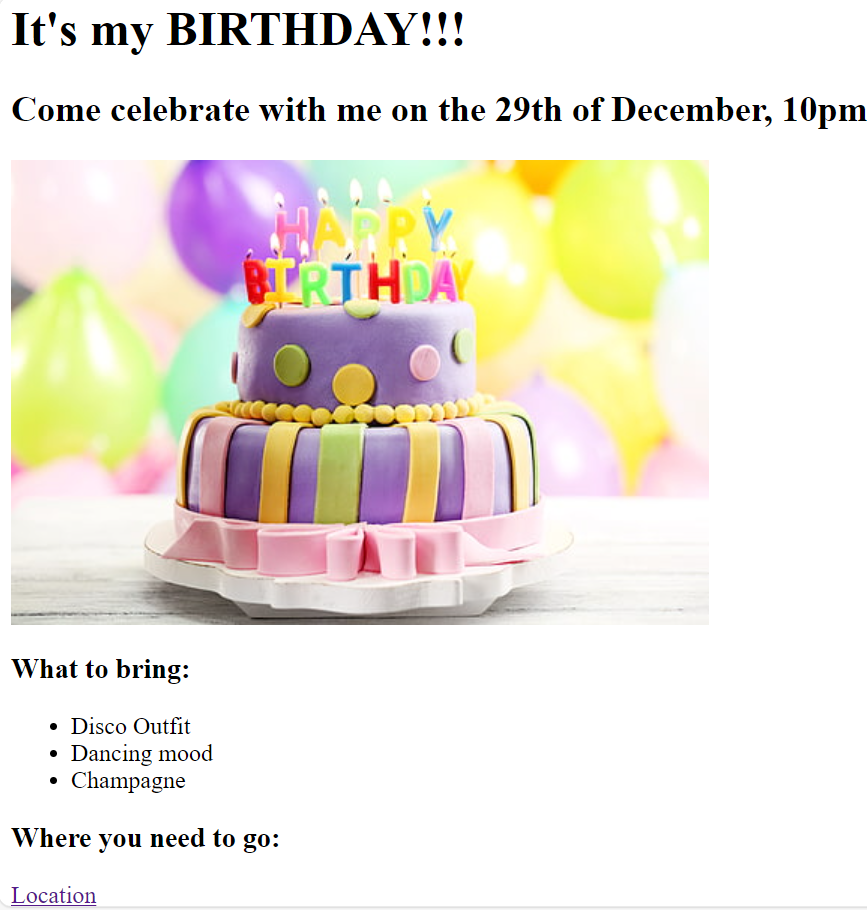 It's my BIRTHDAY!!!
Come celebrate with me on the 29th of December, 10pm
HAPPY
BIRTHDAY
What to bring:
Disco Outfit
Dancing mood
Champagne
Where you need to go:
Location